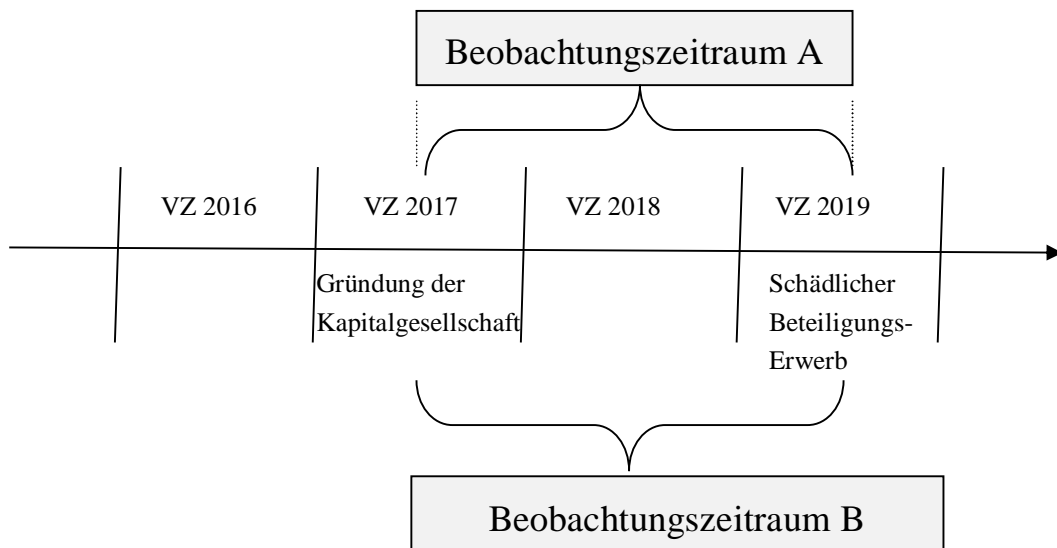 Beobachtungszeitraum A
VZ 2016
VZ 2017
VZ 2018
VZ 2019
Gründung der
Kapitalgesellschaft
Schädlicher
Beteiligungs-
Erwerb
Beobachtungszeitraum B